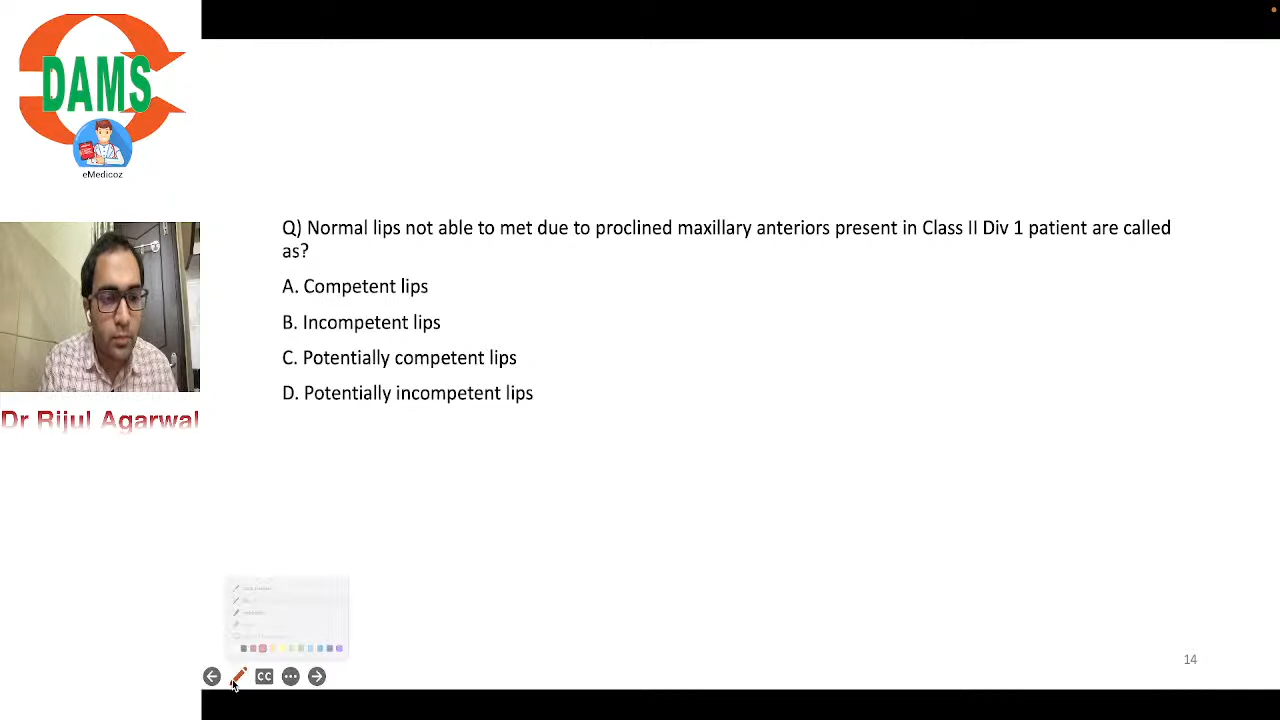 DAMS
eMedicoz
Dr Rijul Agarwal
Q) Normal lips not able to met due to proclined maxillary anteriors present in Class II Div 1 patient are called
as?
A. Competent lips
B. Incompetent lips
C. Potentially competent lips
D. Potentially incompetent lips
CC
14